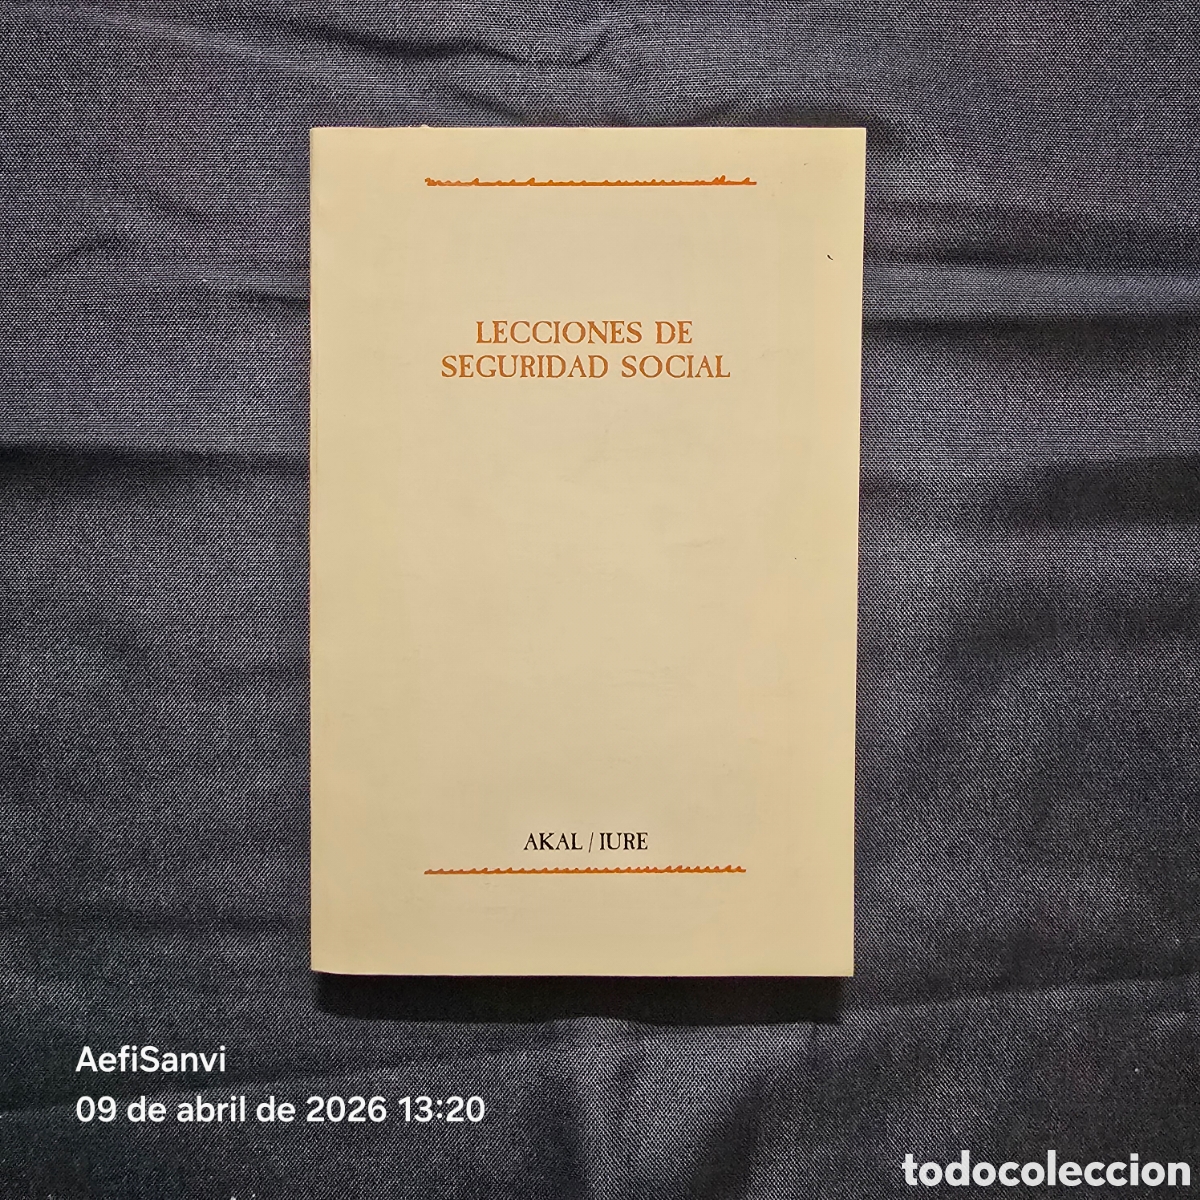 LECCIONES DE
SEGURIDAD SOCIAL
AKAL / IURE
AefiSanvi
09 de abril de 2026 13:20
todocoleccion